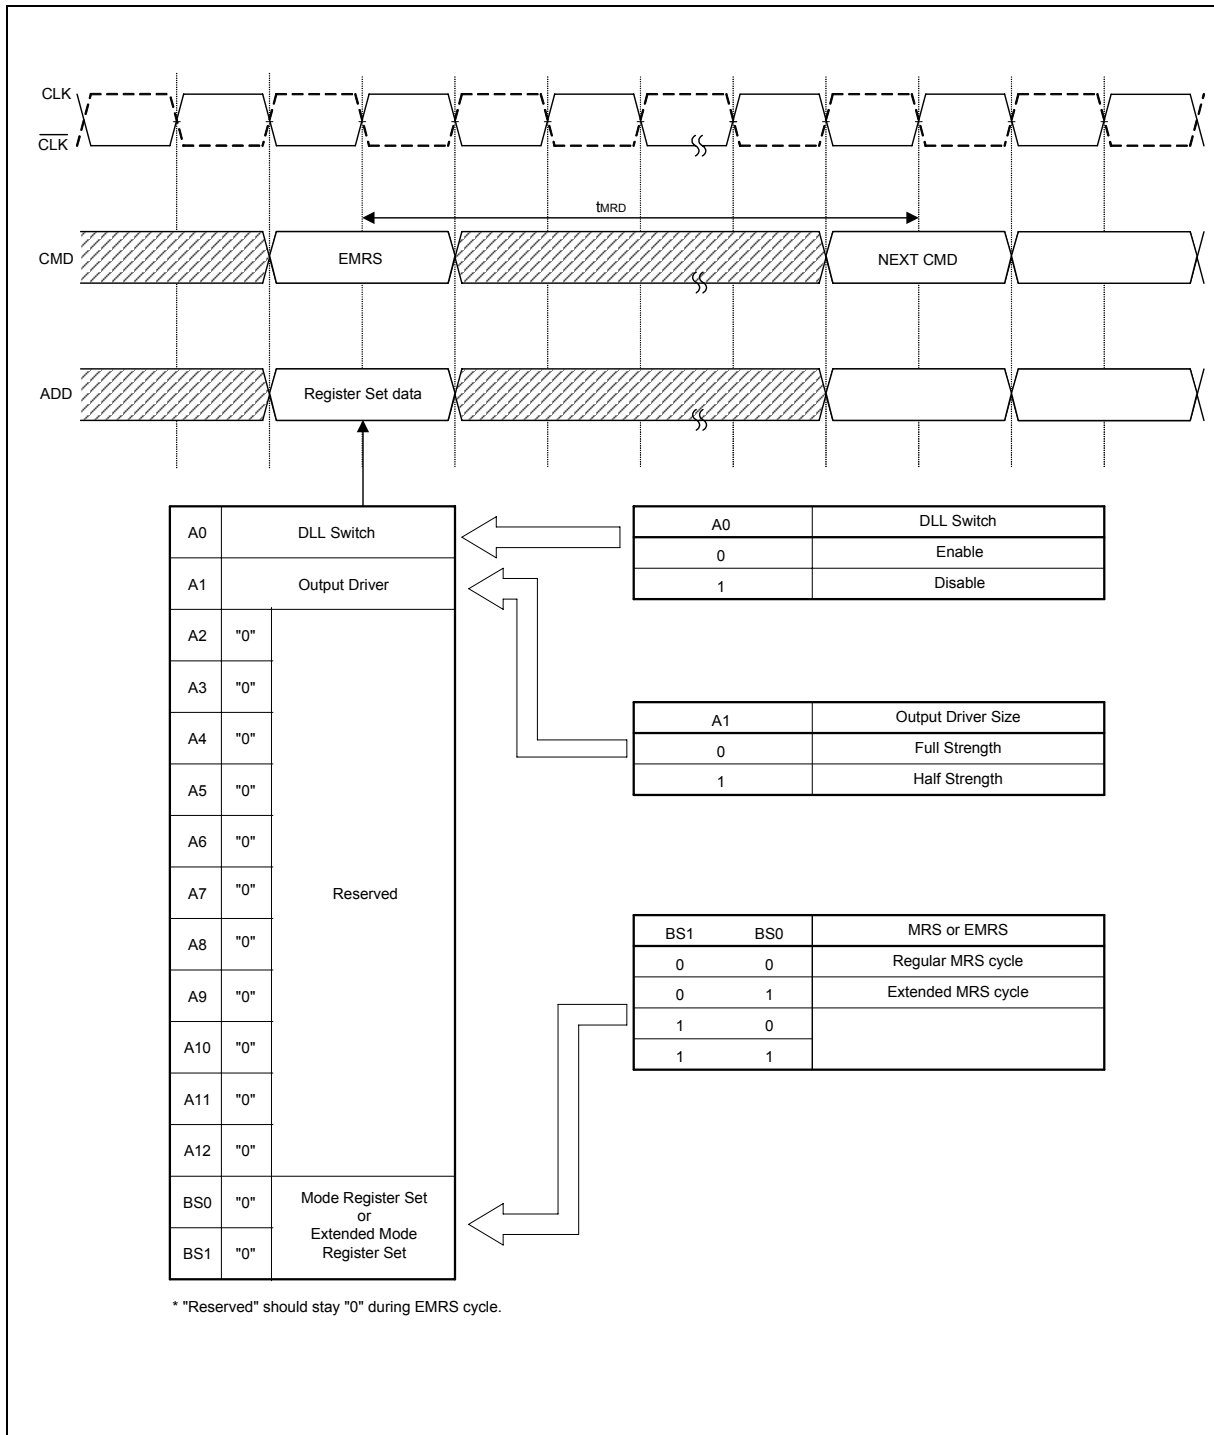 CLK
CLK
tMRD
CMD
EMRS
NEXT CMD
ADD
Register Set data
A0 DLL Switch
A1 Output Driver
A2 "0"
A3 "0"
A4 "0"
A5 "0"
A6 "0"
A7 "0" Reserved
A8 "0"
A9 "0"
A10 "0"
A11 "0"
A12 "0"
BS0 "0" Mode Register Set
or
Extended Mode
BS1 "0" Register Set
A0 DLL Switch
0 Enable
1 Disable
A1 Output Driver Size
0 Full Strength
1 Half Strength
BS1 BS0 MRS or EMRS
0 0 Regular MRS cycle
0 1 Extended MRS cycle
1 0
1 1
* "Reserved" should stay "0" during EMRS cycle.